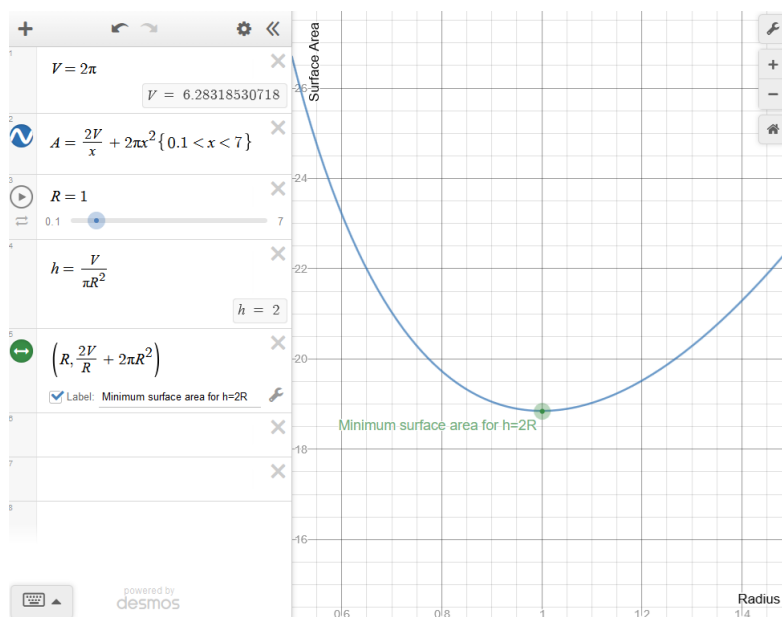 1
V = 2π
V = 6.28318530718
2
A = 2V/x + 2πx² {0.1 < x < 7}
3
R = 1
0.1
7
4
h = V/πR²
h = 2
5
(R, 2V/R + 2πR²)
Label: Minimum surface area for h=2R
6
7
8
powered by
desmos
Surface Area
26
24
22
20
18
16
Minimum surface area for h=2R
Radius
0.6
0.8
1
1.2
1.4